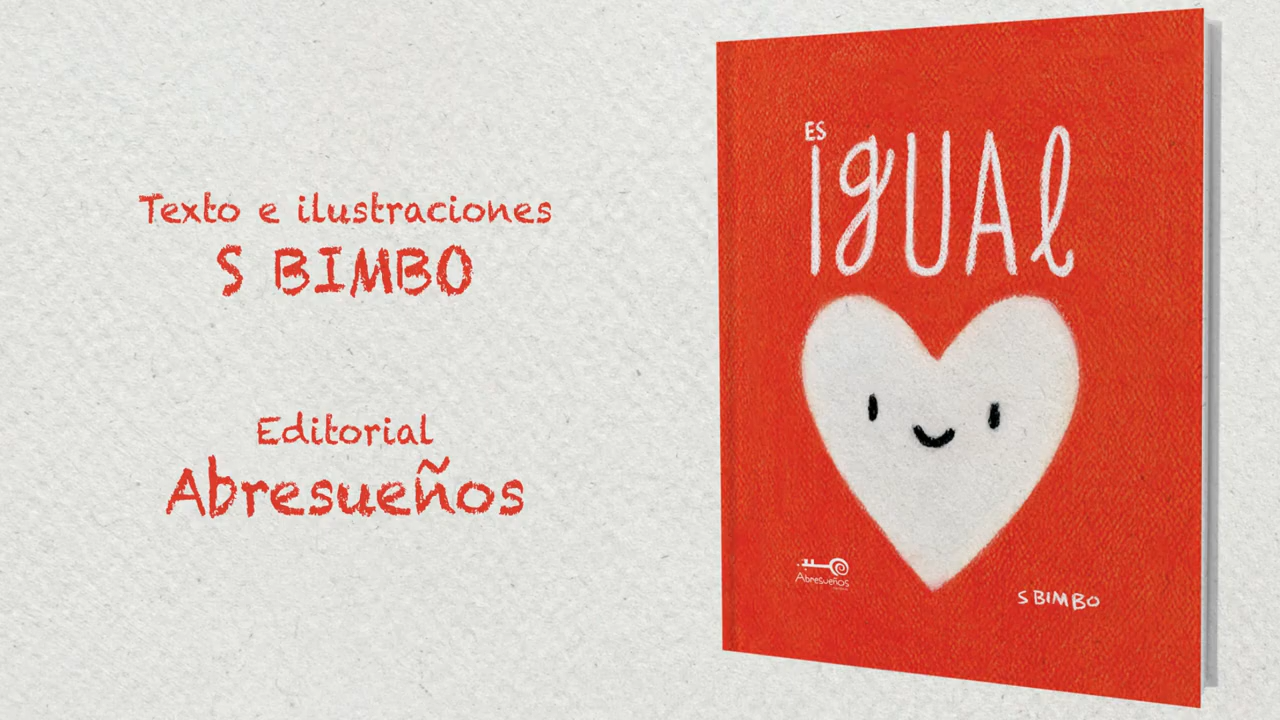 Texto e ilustraciones
S BIMBO
Editorial
Abresueños
ES
igUAl
Abresueños
S BIMBO